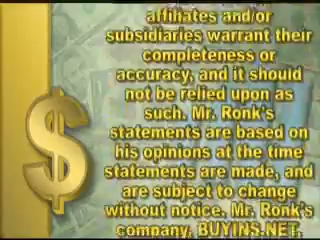 affiliates and/or
subsidiaries warrant their
completeness or
accuracy, and it should
not be relied upon as
such. Mr. Ronk's
statements are based on
his opinions at the time
statements are made, and
are subject to change
without notice. Mr. Ronk's
company, BUYINS.NET,